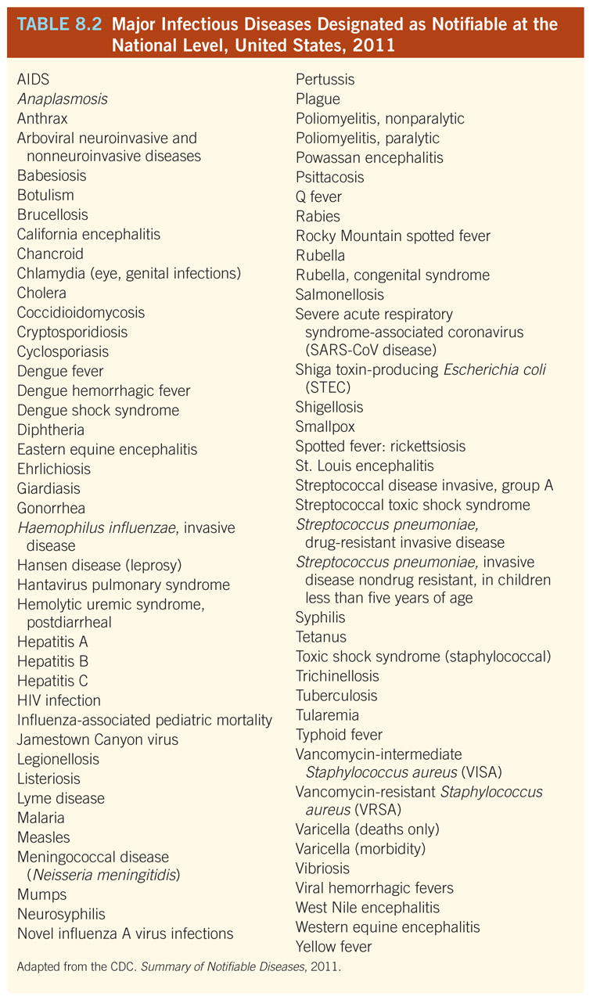 TABLE 8.2 Major Infectious Diseases Designated as Notifiable at the
National Level, United States, 2011
AIDS
Anaplasmosis
Anthrax
Arboviral neuroinvasive and
nonneuroinvasive diseases
Babesiosis
Botulism
Brucellosis
California encephalitis
Chancroid
Chlamydia (eye, genital infections)
Cholera
Coccidioidomycosis
Cryptosporidiosis
Cyclosporiasis
Dengue fever
Dengue hemorrhagic fever
Dengue shock syndrome
Diphtheria
Eastern equine encephalitis
Ehrlichiosis
Giardiasis
Gonorrhea
Haemophilus influenzae, invasive
disease
Hansen disease (leprosy)
Hantavirus pulmonary syndrome
Hemolytic uremic syndrome,
postdiarrheal
Hepatitis A
Hepatitis B
Hepatitis C
HIV infection
Influenza-associated pediatric mortality
Jamestown Canyon virus
Legionellosis
Listeriosis
Lyme disease
Malaria
Measles
Meningococcal disease
(Neisseria meningitidis)
Mumps
Neurosyphilis
Novel influenza A virus infections
Pertussis
Plague
Poliomyelitis, nonparalytic
Poliomyelitis, paralytic
Powassan encephalitis
Psittacosis
Q fever
Rabies
Rocky Mountain spotted fever
Rubella
Rubella, congenital syndrome
Salmonellosis
Severe acute respiratory
syndrome-associated coronavirus
(SARS-CoV disease)
Shiga toxin-producing Escherichia coli
(STEC)
Shigellosis
Smallpox
Spotted fever: rickettsiosis
St. Louis encephalitis
Streptococcal disease invasive, group A
Streptococcal toxic shock syndrome
Streptococcus pneumoniae,
drug-resistant invasive disease
Streptococcus pneumoniae, invasive
disease nondrug resistant, in children
less than five years of age
Syphilis
Tetanus
Toxic shock syndrome (staphylococcal)
Trichinellosis
Tuberculosis
Tularemia
Typhoid fever
Vancomycin-intermediate
Staphylococcus aureus (VISA)
Vancomycin-resistant Staphylococcus
aureus (VRSA)
Varicella (deaths only)
Varicella (morbidity)
Vibriosis
Viral hemorrhagic fevers
West Nile encephalitis
Western equine encephalitis
Yellow fever
Adapted from the CDC. Summary of Notifiable Diseases, 2011.